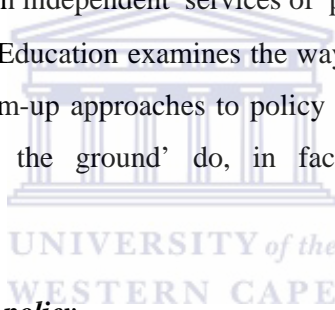 independent' services or
Education examines the way
m-up approaches to policy
the ground' do, in fac
UNIVERSITY of the
WESTERN CAPE
policy